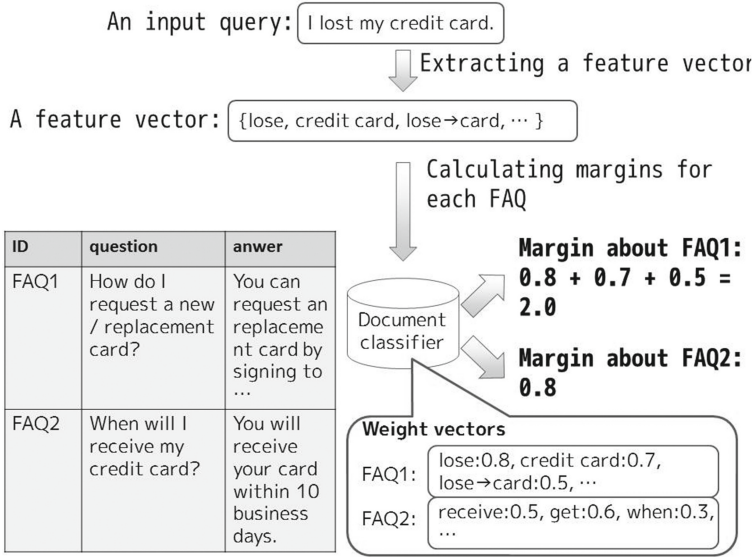 An input query: I lost my credit card.
Extracting a feature vector
A feature vector: {lose, credit card, lose→card, ⋯ }
Calculating margins for
each FAQ
ID question anwer
FAQ1 How do I
request a new
/ replacement
card?
You can
request an
replaceme
nt card by
signing to
⋯
FAQ2 When will I
receive my
credit card?
You will
receive
your card
within 10
business
days.
Document
classifier
Margin about FAQ1:
0.8 + 0.7 + 0.5 =
2.0
Margin about FAQ2:
0.8
Weight vectors
FAQ1: lose:0.8, credit card:0.7,
lose→card:0.5, ⋯
FAQ2: receive:0.5, get:0.6, when:0.3,
⋯